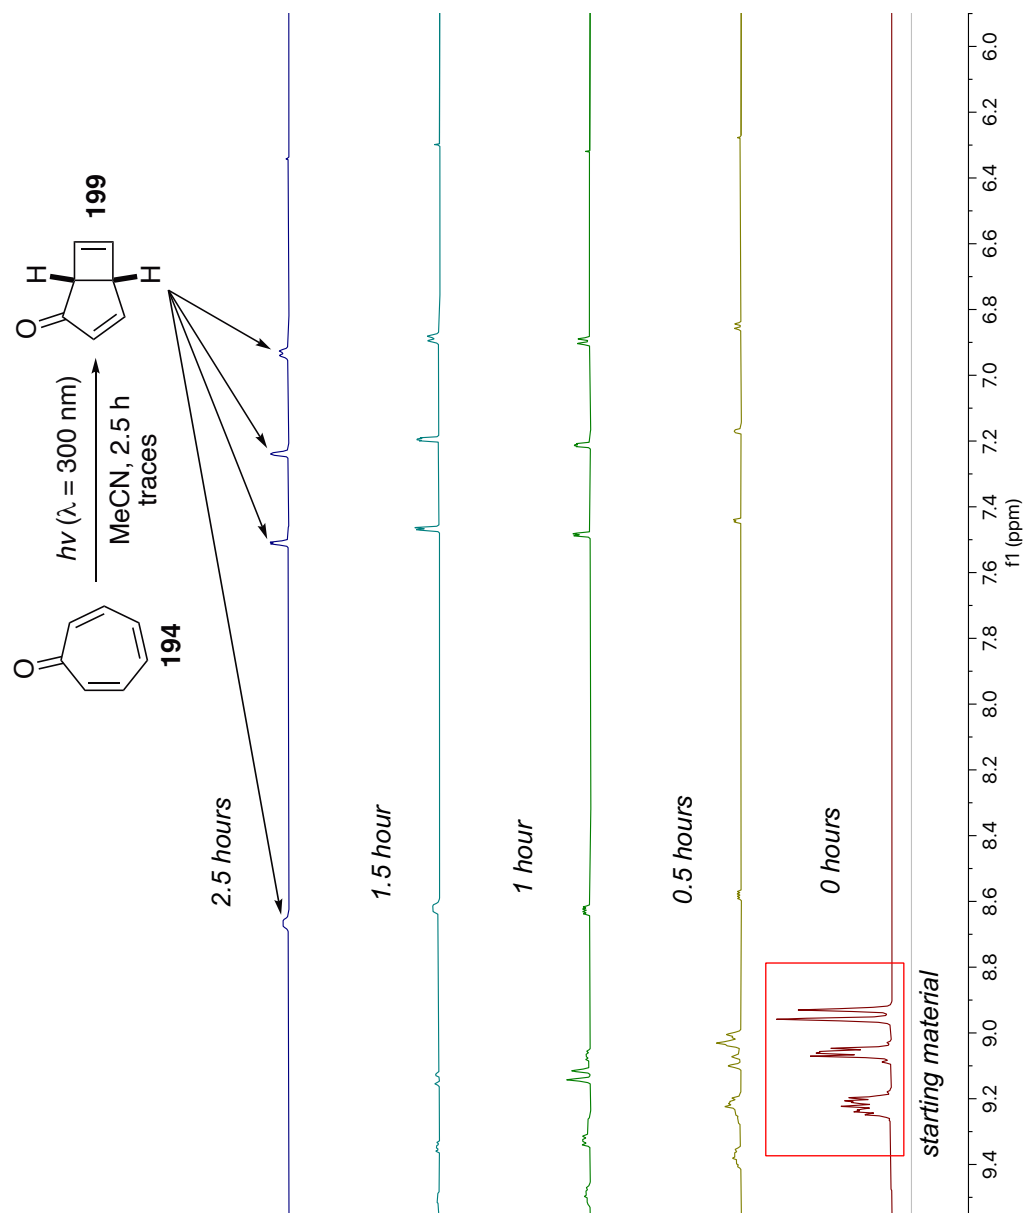 O
194
hν (λ = 300 nm)
MeCN, 2.5 h
traces
O
H
H
199
2.5 hours
1.5 hour
1 hour
0.5 hours
0 hours
starting material
9.4 9.2 9.0 8.8 8.6 8.4 8.2 8.0 7.8 7.6 7.4 7.2 7.0 6.8 6.6 6.4 6.2 6.0
f1 (ppm)